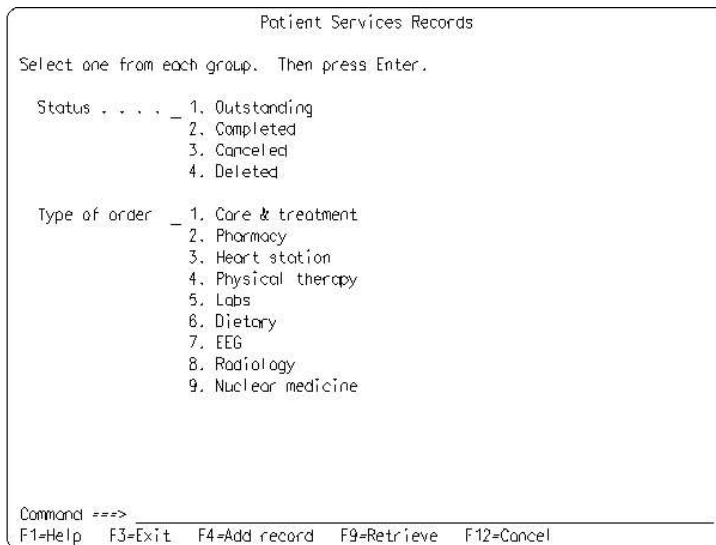 Patient Services Records
Select one from each group. Then press Enter.
Status . . . . _ 1. Outstanding
2. Completed
3. Canceled
4. Deleted
Type of order _ 1. Care & treatment
2. Pharmacy
3. Heart station
4. Physical therapy
5. Labs
6. Dietary
7. EEG
8. Radiology
9. Nuclear medicine
Command ===>
F1=Help F3=Exit F4=Add record F9=Retrieve F12=Cancel